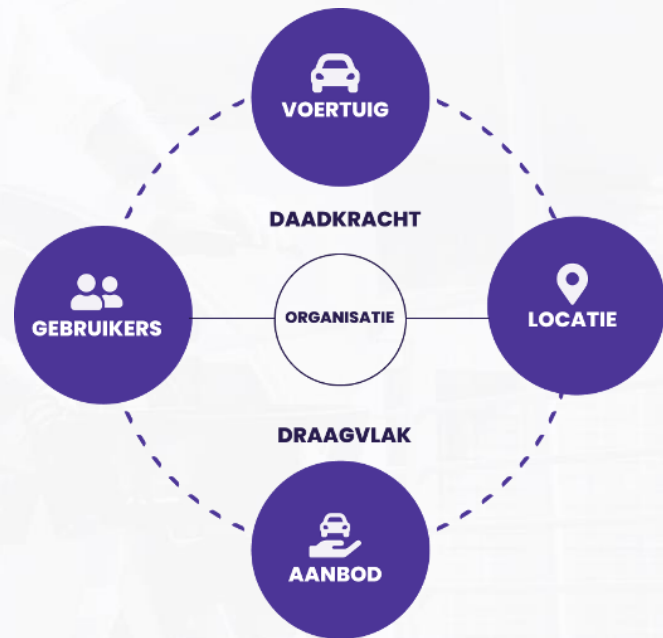 VOERTUIG
DAADKRACHT
GEBRUIKERS
ORGANISATIE
LOCATIE
DRAAGVLAK
AANBOD